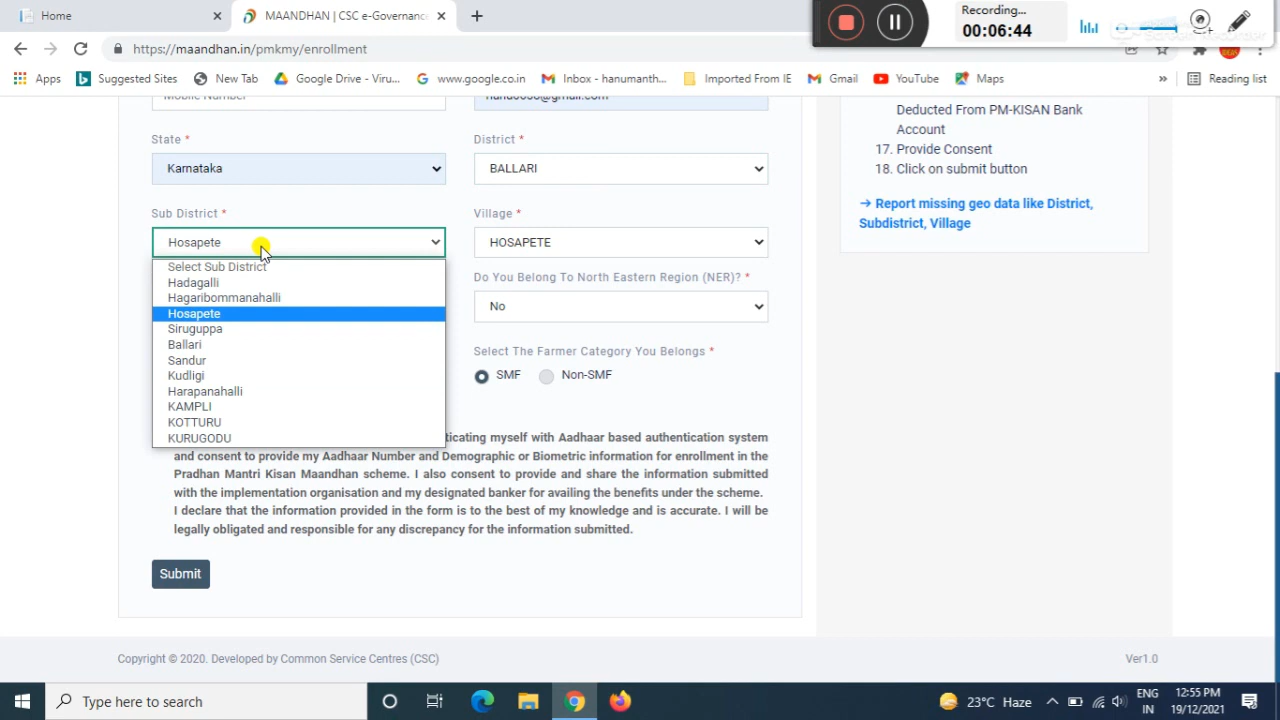 Home
MAANDHAN | CSC e-Governance
Recording...
00:06:44
https://maandhan.in/pmkmy/enrollment
Apps
Suggested Sites
New Tab
Google Drive - Viru...
www.google.co.in
Inbox - hanumanth...
Imported From IE
Gmail
YouTube
Maps
»
Reading list
Mobile Number
Deducted From PM-KISAN Bank
Account
17. Provide Consent
18. Click on submit button
→ Report missing geo data like District,
Subdistrict, Village
State *
District *
Karnataka
BALLARI
Sub District *
Village *
Hosapete
HOSAPETE
Select Sub District
Hadagalli
Hagaribommanahalli
Hosapete
Siruguppa
Ballari
Sandur
Kudligi
Harapanahalli
KAMPLI
KOTTURU
KURUGODU
Do You Belong To North Eastern Region (NER)? *
No
Select The Farmer Category You Belongs *
SMF
Non-SMF
ticating myself with Aadhaar based authentication system
and consent to provide my Aadhaar Number and Demographic or Biometric information for enrollment in the
Pradhan Mantri Kisan Maandhan scheme. I also consent to provide and share the information submitted
with the implementation organisation and my designated banker for availing the benefits under the scheme.
I declare that the information provided in the form is to the best of my knowledge and is accurate. I will be
legally obligated and responsible for any discrepancy for the information submitted.
Submit
Copyright © 2020. Developed by Common Service Centres (CSC)
Ver1.0
Type here to search
23°C Haze
ENG
IN
12:55 PM
19/12/2021